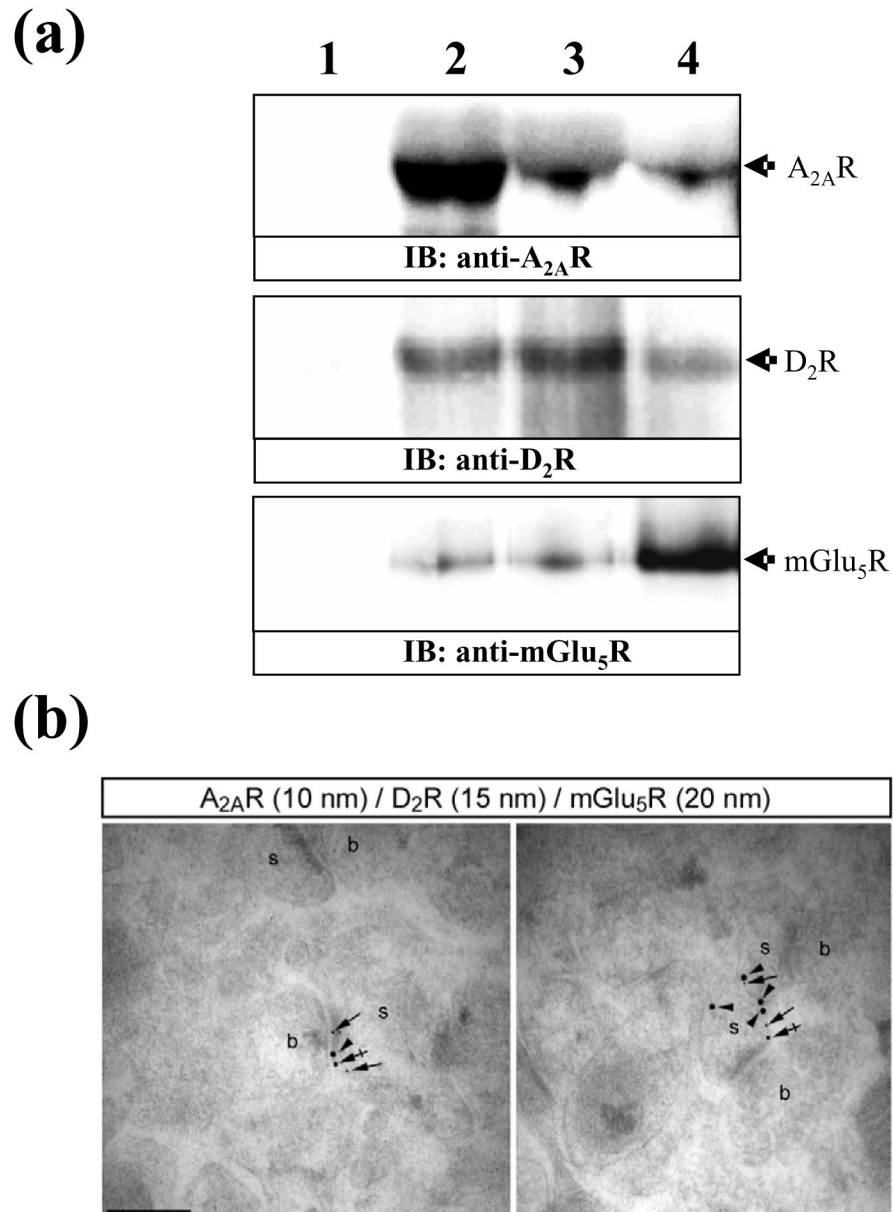 (a)
1 2 3 4
A₂ₐR
IB: anti-A₂ₐR
D₂R
IB: anti-D₂R
mGlu₅R
IB: anti-mGlu₅R
(b)
A₂ₐR (10 nm) / D₂R (15 nm) / mGlu₅R (20 nm)
s b
b s
s b
s
b